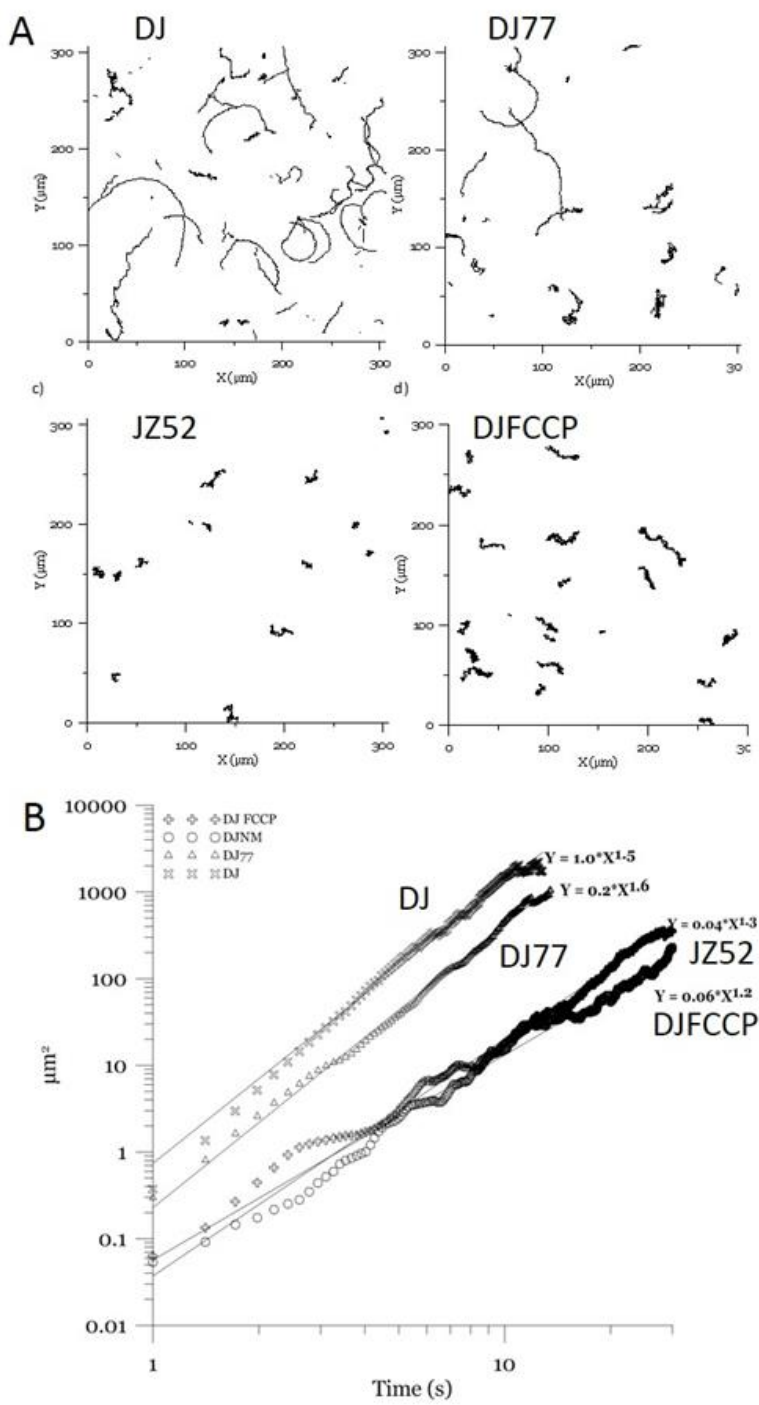 A
DJ
DJ77
300
200
100
0
Y(µm)
0
100
200
300
X(µm)
300
200
100
0
Y(µm)
0
100
200
30
X(µm)
c)
d)
JZ52
DJFCCP
300
200
100
0
Y(µm)
0
100
200
300
X(µm)
300
200
100
0
Y(µm)
0
100
200
30
X(µm)
B
10000
1000
100
10
1
0.1
0.01
µm²
DJ FCCP
DJNM
DJ77
DJ
DJ
Y = 1.0*X1.5
Y = 0.2*X1.6
DJ77
Y = 0.04*X1.3
JZ52
Y = 0.06*X1.2
DJFCCP
1
10
Time (s)